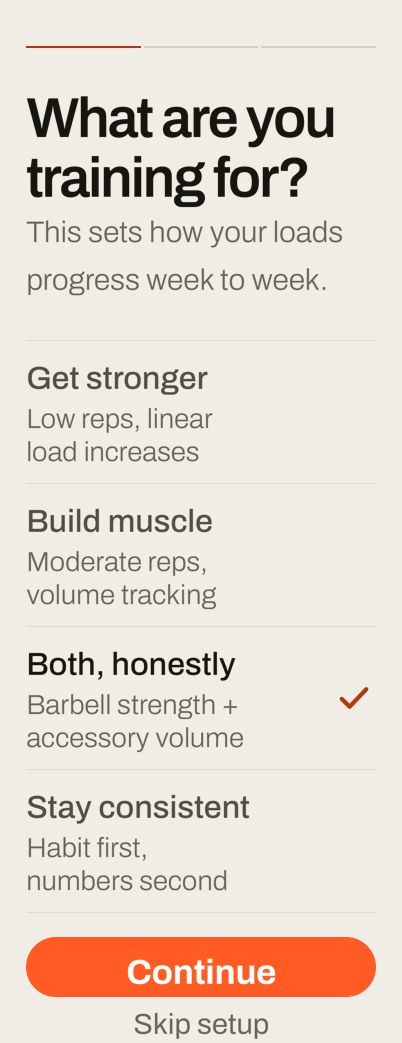 What are you
training for?
This sets how your loads
progress week to week.
Get stronger
Low reps, linear
load increases
Build muscle
Moderate reps,
volume tracking
Both, honestly
Barbell strength +
accessory volume
Stay consistent
Habit first,
numbers second
Continue
Skip setup